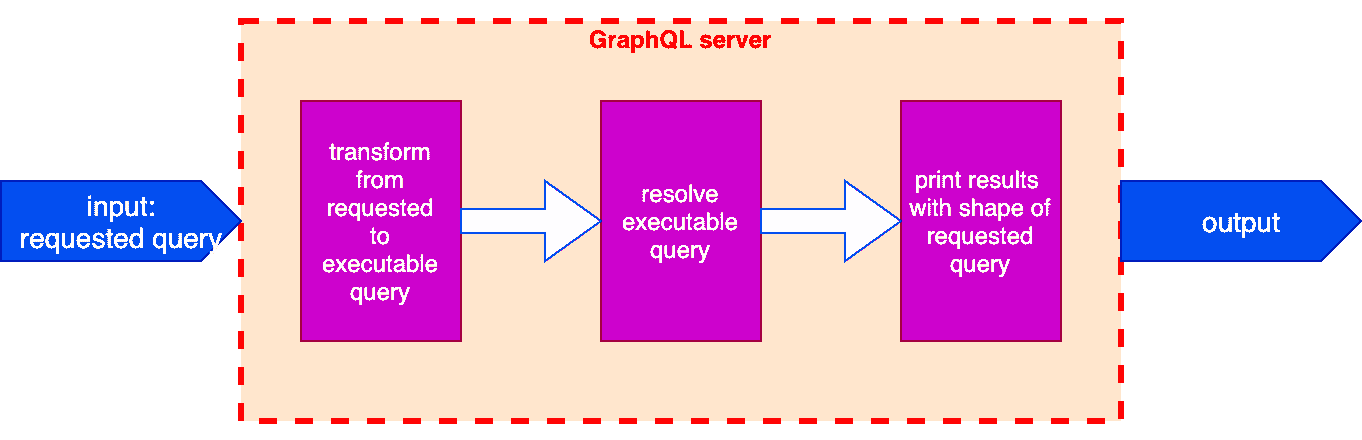 GraphQL server
input:
requested query
transform
from
requested
to
executable
query
resolve
executable
query
print results
with shape of
requested
query
output